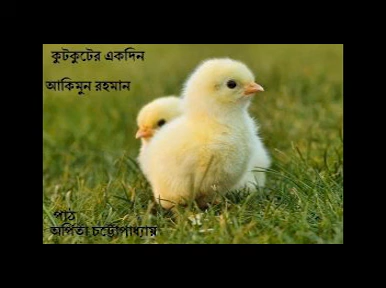 কুটকুটের একদিন
আকিমুন রহমান
পাঠ
অর্পিতা চট্টোপাধ্যায়